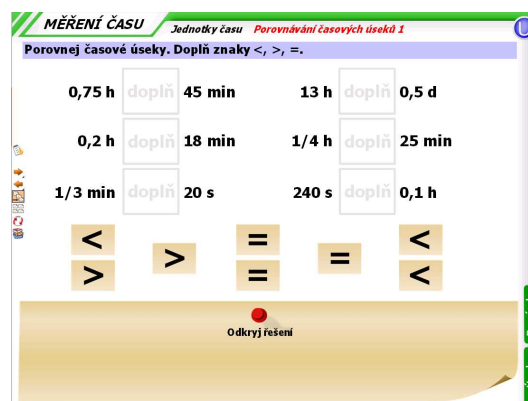 MĚŘENÍ ČASU
Jednotky času Porovnávání časových úseků 1
U
Porovnej časové úseky. Doplň znaky <, >, =.
0,75 h doplň 45 min 13 h doplň 0,5 d
0,2 h doplň 18 min 1/4 h doplň 25 min
1/3 min doplň 20 s 240 s doplň 0,1 h
< = <
> =
> = <
Odkryj řešení